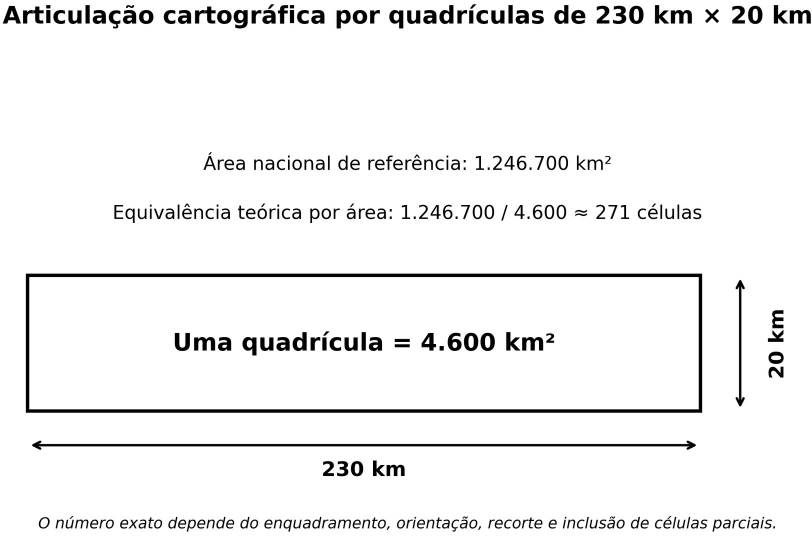 Articulação cartográfica por quadrículas de 230 km × 20 km
Área nacional de referência: 1.246.700 km²
Equivalência teórica por área: 1.246.700 / 4.600 ≈ 271 células
Uma quadrícula = 4.600 km²
20 km
230 km
O número exato depende do enquadramento, orientação, recorte e inclusão de células parciais.